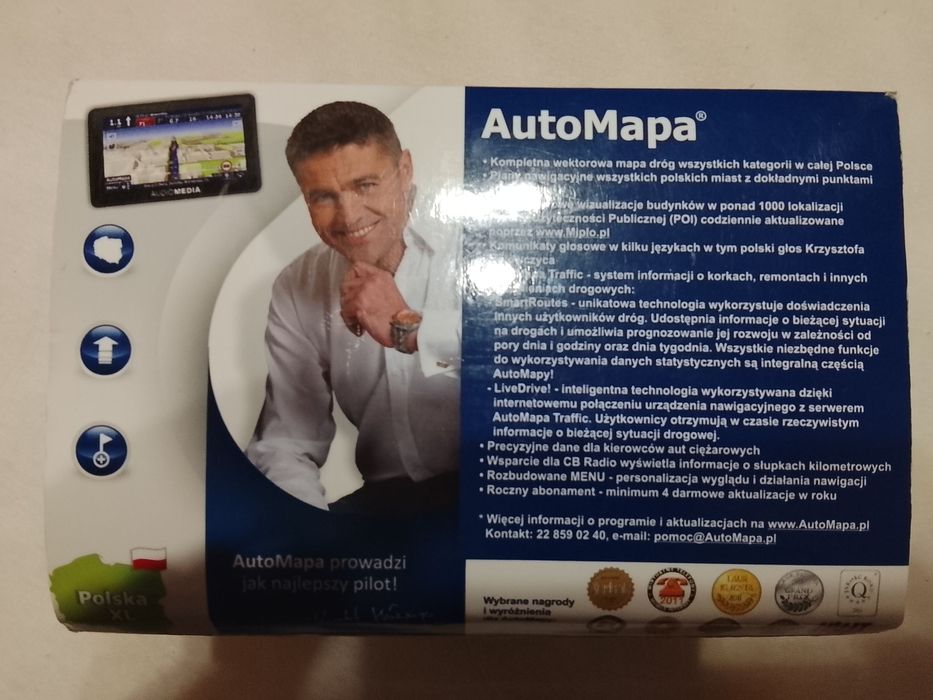 1.1
AUDIOMEDIA
AutoMapa®
• Kompletna wektorowa mapa dróg wszystkich kategorii w całej Polsce
• Plany nawigacyjne wszystkich polskich miast z dokładnymi punktami
wizualizacje budynków w ponad 1000 lokalizacji
Publicznej (POI) codziennie aktualizowane
poprzez www.Miplo.pl
• Komunikaty głosowe w kilku językach w tym polski głos Krzysztofa
Traffic - system informacji o korkach, remontach i innych
drogowych:
- SmartRoutes - unikatowa technologia wykorzystuje doświadczenia
innych użytkowników dróg. Udostępnia informacje o bieżącej sytuacji
na drogach i umożliwia prognozowanie jej rozwoju w zależności od
pory dnia i godziny oraz dnia tygodnia. Wszystkie niezbędne funkcje
do wykorzystywania danych statystycznych są integralną częścią
AutoMapy!
- LiveDrive! - inteligentna technologia wykorzystywana dzięki
internetowemu połączeniu urządzenia nawigacyjnego z serwerem
AutoMapa Traffic. Użytkownicy otrzymują w czasie rzeczywistym
informacje o bieżącej sytuacji drogowej.
• Precyzyjne dane dla kierowców aut ciężarowych
• Wsparcie dla CB Radio wyświetla informacje o słupkach kilometrowych
• Rozbudowane MENU - personalizacja wyglądu i działania nawigacji
• Roczny abonament - minimum 4 darmowe aktualizacje w roku
* Więcej informacji o programie i aktualizacjach na www.AutoMapa.pl
Kontakt: 22 859 02 40, e-mail: pomoc@AutoMapa.pl
AutoMapa prowadzi
jak najlepszy pilot!
Polska
XL
Wybrane nagrody
i wyróżnienia
dla AutoMapy:
2011
GRAND
PRIX
Q